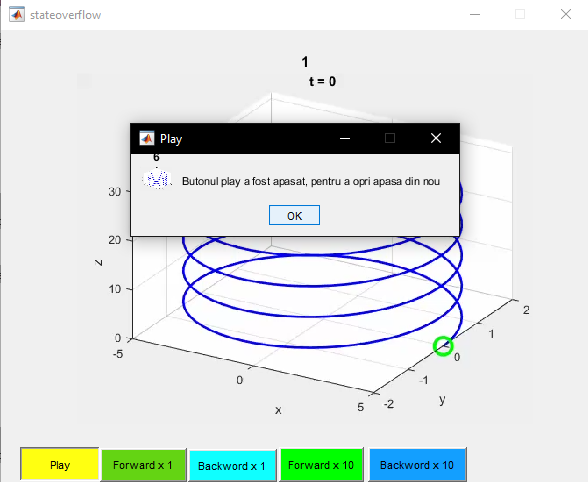 stateoverflow
1
t = 0
Play
6
Butonul play a fost apasat, pentru a opri apasa din nou
OK
30
20
10
0
z
-5
0
5
x
-2
-1
0
1
2
y
Play
Forward x 1
Backword x 1
Forward x 10
Backword x 10